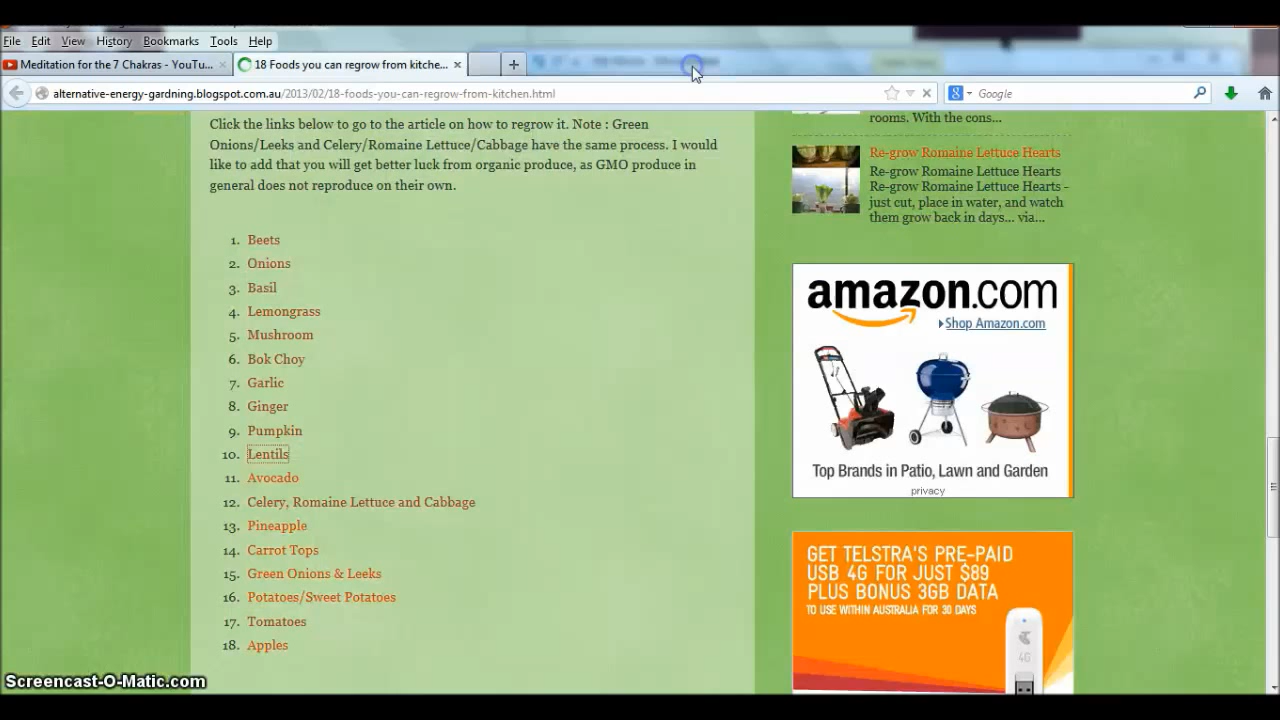 File Edit View History Bookmarks Tools Help
Meditation for the 7 Chakras - YouTu... × 18 Foods you can regrow from kitche... × +
alternative-energy-gardning.blogspot.com.au/2013/02/18-foods-you-can-regrow-from-kitchen.html Google
Click the links below to go to the article on how to regrow it. Note : Green
Onions/Leeks and Celery/Romaine Lettuce/Cabbage have the same process. I would
like to add that you will get better luck from organic produce, as GMO produce in
general does not reproduce on their own.
1. Beets
2. Onions
3. Basil
4. Lemongrass
5. Mushroom
6. Bok Choy
7. Garlic
8. Ginger
9. Pumpkin
10. Lentils
11. Avocado
12. Celery, Romaine Lettuce and Cabbage
13. Pineapple
14. Carrot Tops
15. Green Onions & Leeks
16. Potatoes/Sweet Potatoes
17. Tomatoes
18. Apples
rooms. With the cons...
Re-grow Romaine Lettuce Hearts
Re-grow Romaine Lettuce Hearts
Re-grow Romaine Lettuce Hearts -
just cut, place in water, and watch
them grow back in days... via...
amazon.com
Shop Amazon.com
Top Brands in Patio, Lawn and Garden
privacy
GET TELSTRA'S PRE-PAID
USB 4G FOR JUST $89
PLUS BONUS 3GB DATA
TO USE WITHIN AUSTRALIA FOR 30 DAYS
4G
Screencast-O-Matic.com